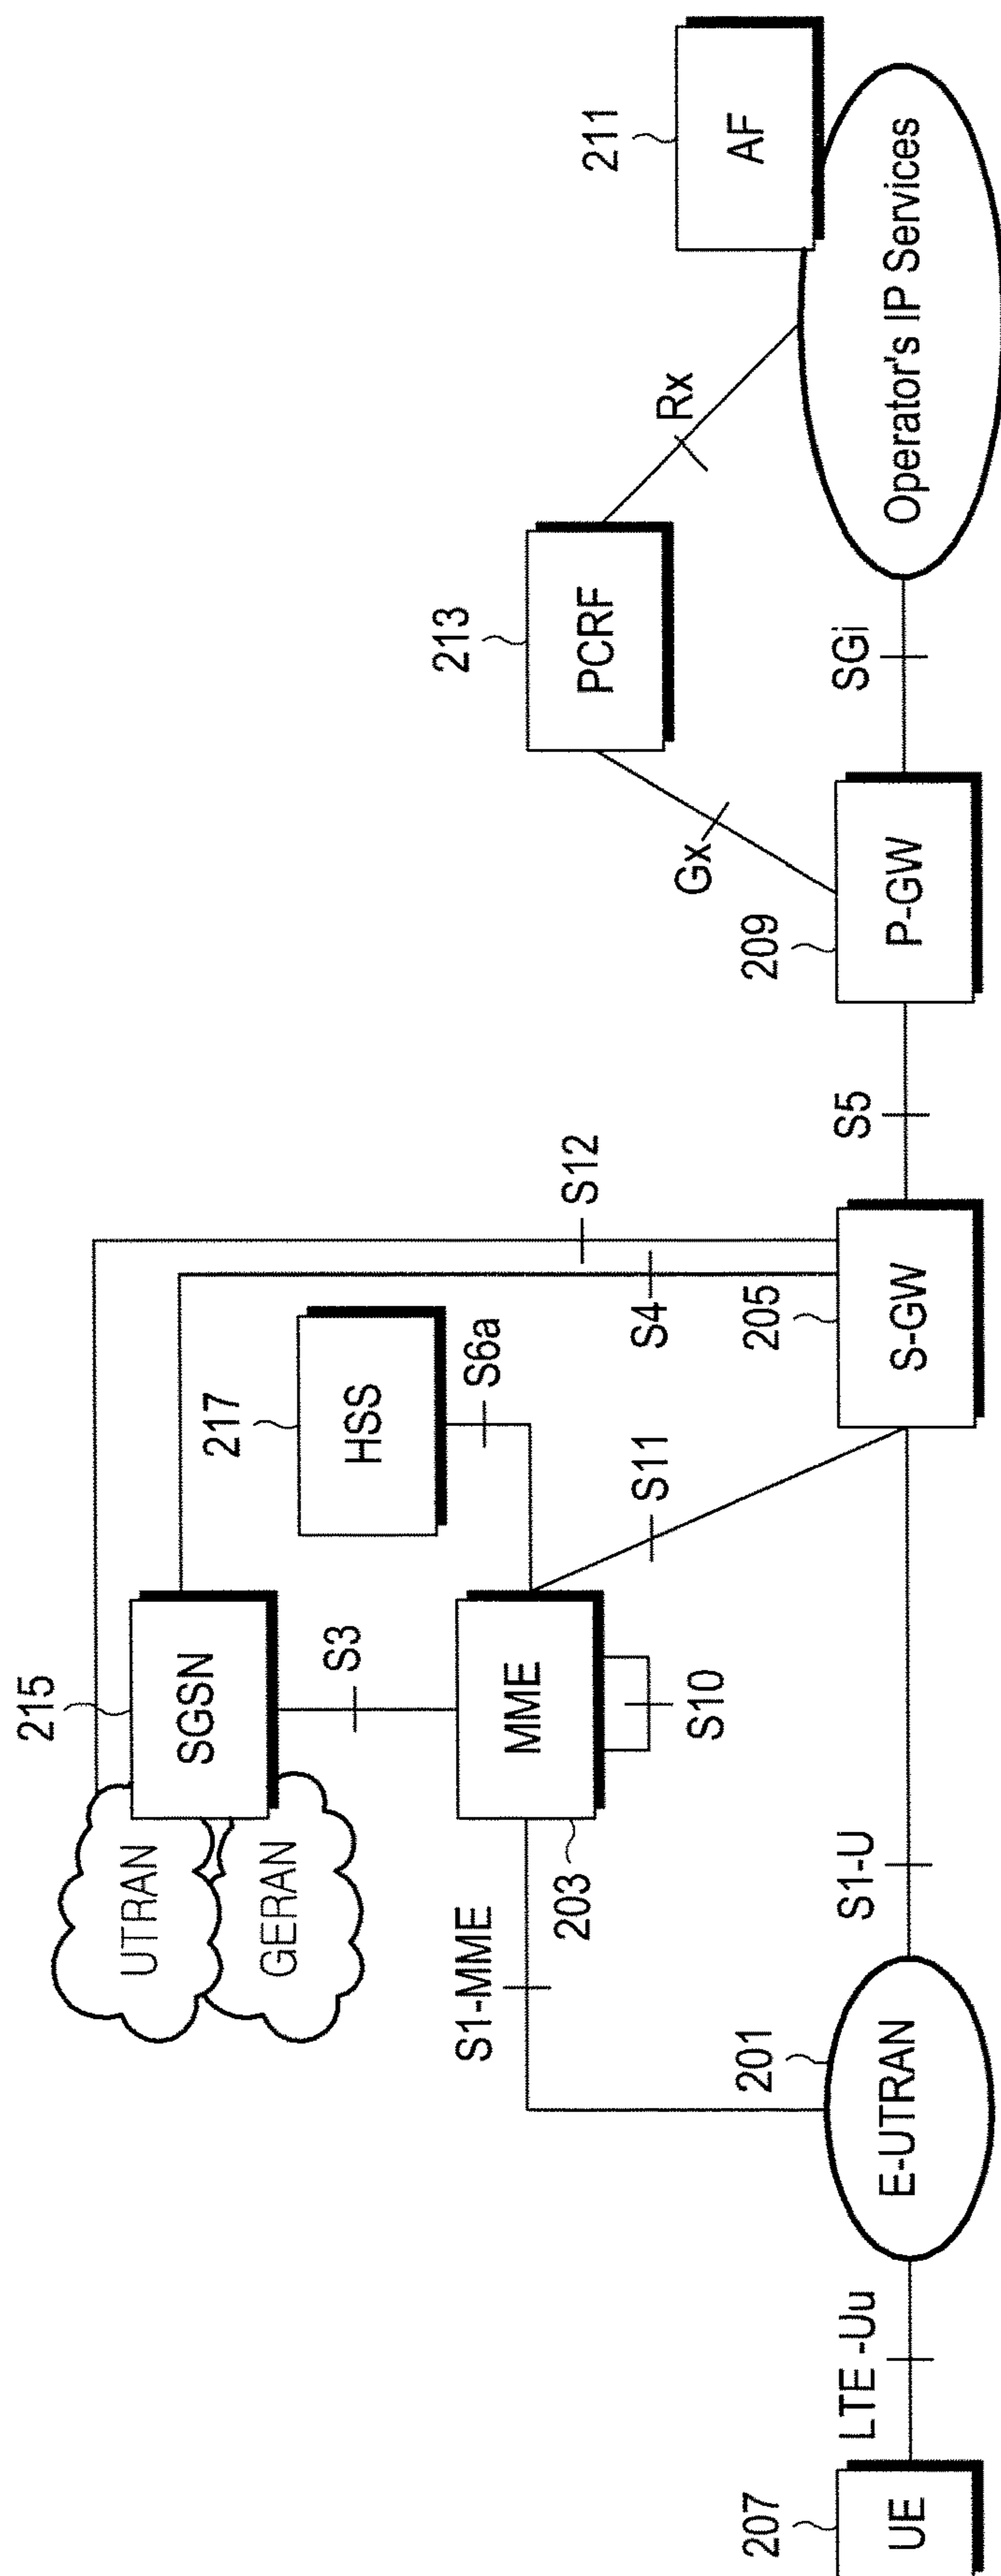 215
SGSN
UTRAN
GERAN
S3
217
HSS
S6a
S12
S4
S1-MME
MME
203
S10
S11
213
PCRF
Gx
Rx
211
AF
207
UE
LTE -Uu
201
E-UTRAN
S1-U
205
S-GW
S5
209
P-GW
SGi
Operator's IP Services